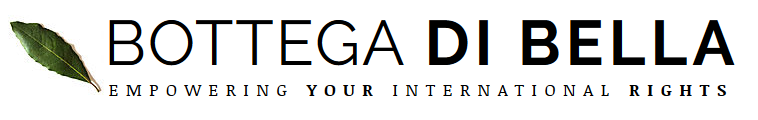 BOTTEGA DI BELLA
EMPOWERING YOUR INTERNATIONAL RIGHTS